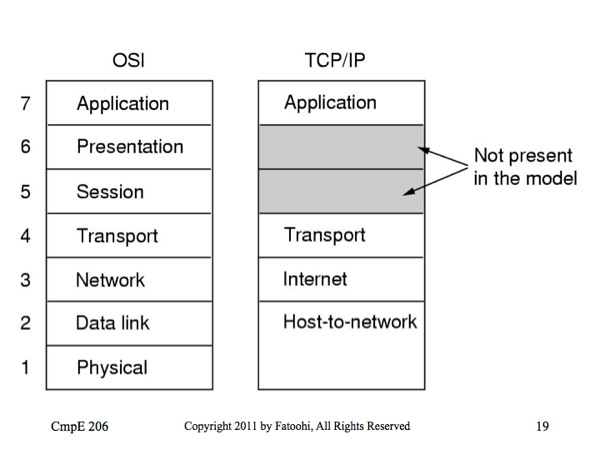 OSI TCP/IP
7 Application Application
6 Presentation
Not present
in the model
5 Session
4 Transport Transport
3 Network Internet
2 Data link Host-to-network
1 Physical
CmpE 206 Copyright 2011 by Fatoohi, All Rights Reserved 19